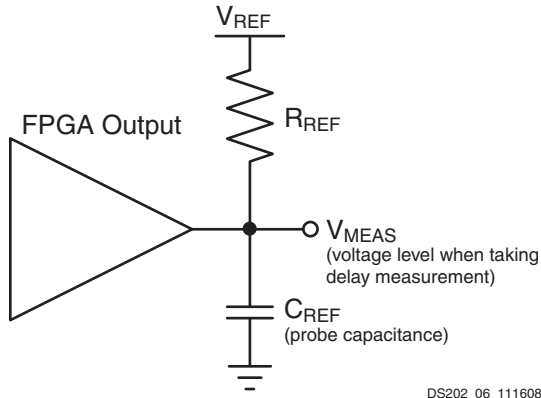 VREF
FPGA Output
RREF
VMEAS
(voltage level when taking
delay measurement)
CREF
(probe capacitance)
DS202_06_111608